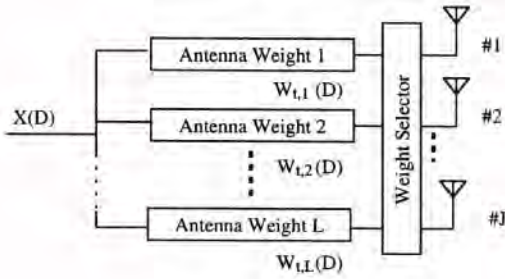 Antenna Weight 1
#1
W_{t,1} (D)
X(D)
Antenna Weight 2
#2
W_{t,2} (D)
Weight Selector
Antenna Weight L
#J
W_{t,L} (D)